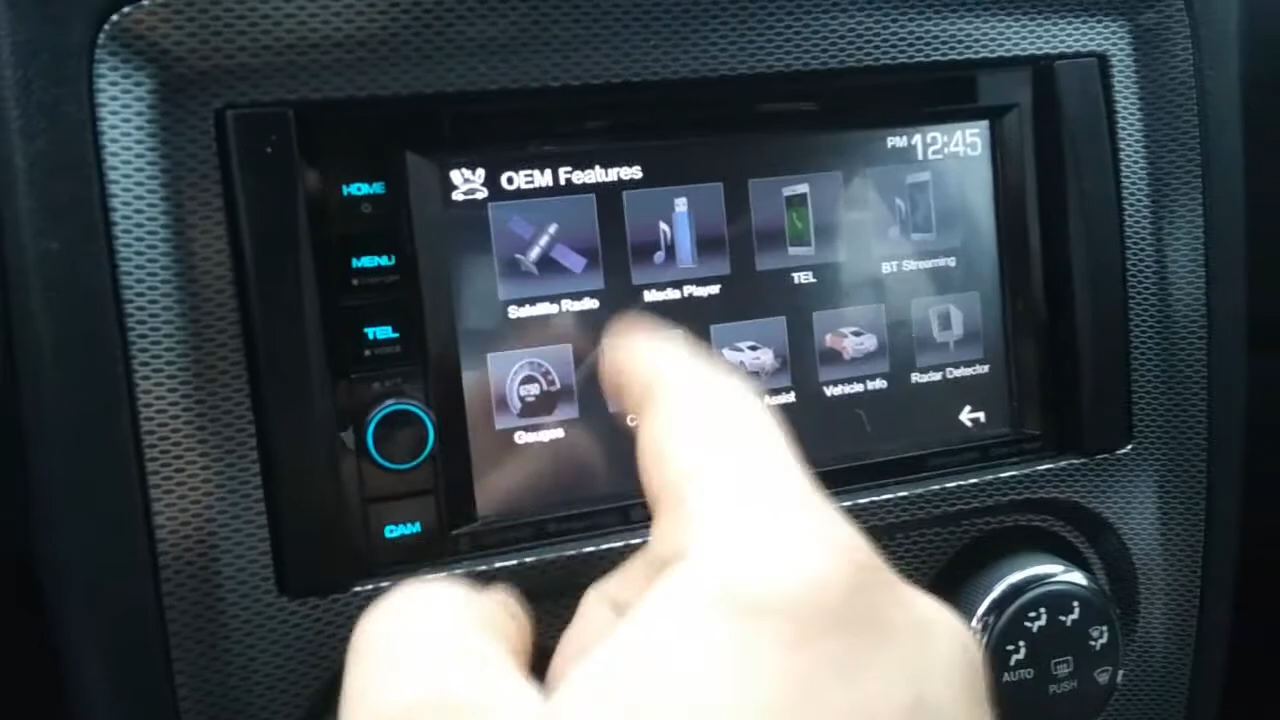 PM 12:45
OEM Features
HOME
MENU
TEL
CAM
Satellite Radio
Media Player
TEL
BT Streaming
Gauges
Assist
Vehicle Info
Radar Detector
AUTO
PUSH